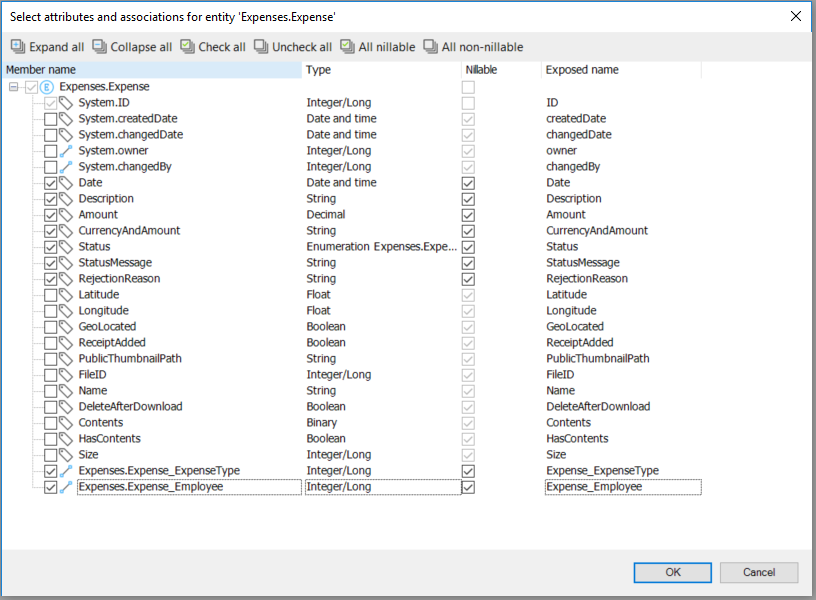 Select attributes and associations for entity 'Expenses.Expense'
Expand all Collapse all Check all Uncheck all All nillable All non-nillable
Member name Type Nillable Exposed name
E Expenses.Expense
System.ID Integer/Long ID
System.createdDate Date and time createdDate
System.changedDate Date and time changedDate
System.owner Integer/Long owner
System.changedBy Integer/Long changedBy
Date Date and time Date
Description String Description
Amount Decimal Amount
CurrencyAndAmount String CurrencyAndAmount
Status Enumeration Expenses.Expe... Status
StatusMessage String StatusMessage
RejectionReason String RejectionReason
Latitude Float Latitude
Longitude Float Longitude
GeoLocated Boolean GeoLocated
ReceiptAdded Boolean ReceiptAdded
PublicThumbnailPath String PublicThumbnailPath
FileID Integer/Long FileID
Name String Name
DeleteAfterDownload Boolean DeleteAfterDownload
Contents Binary Contents
HasContents Boolean HasContents
Size Integer/Long Size
Expenses.Expense_ExpenseType Integer/Long Expense_ExpenseType
Expenses.Expense_Employee Integer/Long Expense_Employee
OK Cancel